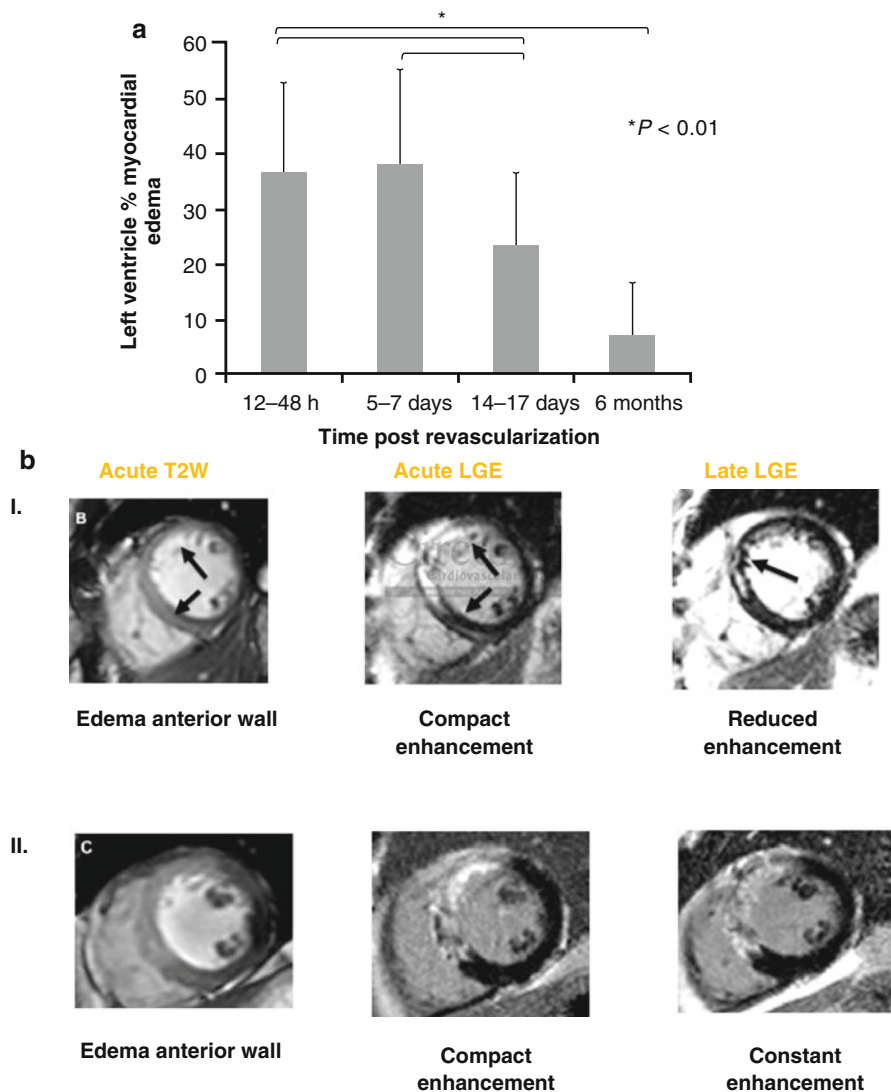 a
*
60
50
40
30
20
10
0
Left ventricle % myocardial
edema
*P < 0.01
12–48 h 5–7 days 14–17 days 6 months
Time post revascularization
b
Acute T2W Acute LGE Late LGE
I.
B
Cardiovascular
Edema anterior wall
Compact
enhancement
Reduced
enhancement
II.
C
Edema anterior wall
Compact
enhancement
Constant
enhancement